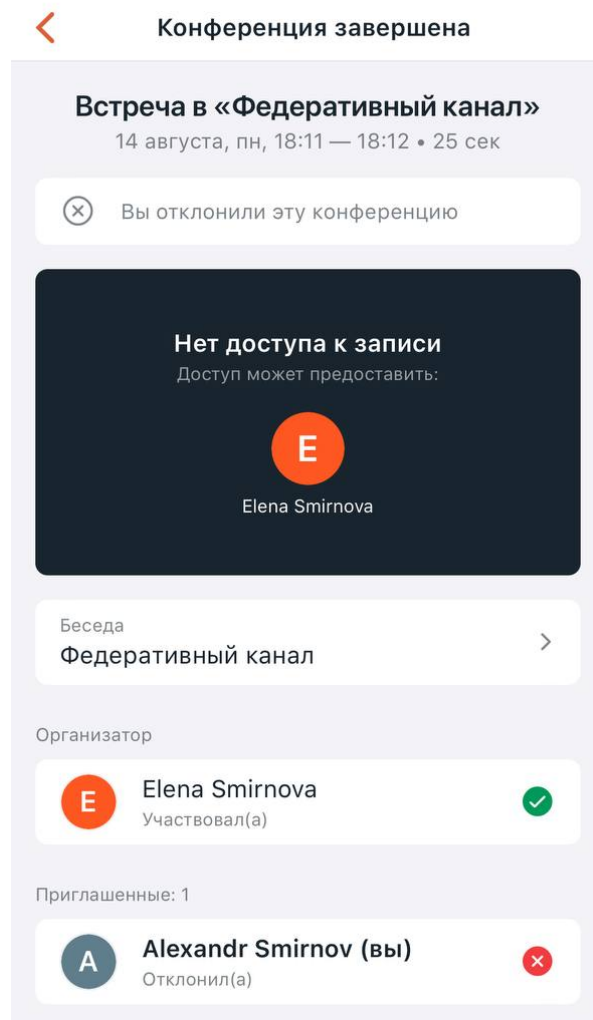 Конференция завершена
Встреча в «Федеративный канал»
14 августа, пн, 18:11 — 18:12 • 25 сек
Вы отклонили эту конференцию
Нет доступа к записи
Доступ может предоставить:
E
Elena Smirnova
Беседа
Федеративный канал
Организатор
E
Elena Smirnova
Участвовал(а)
Приглашенные: 1
A
Alexandr Smirnov (вы)
Отклонил(а)